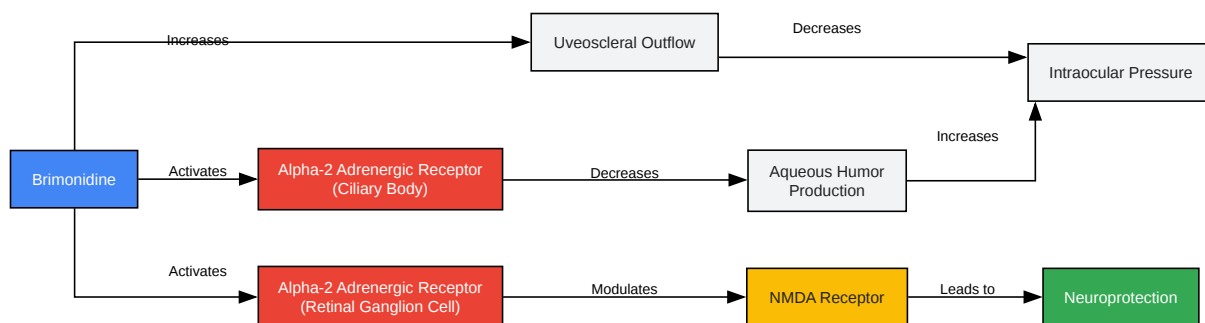 Increases
Uveoscleral Outflow
Decreases
Intraocular Pressure
Brimonidine
Activates
Alpha-2 Adrenergic Receptor
(Ciliary Body)
Decreases
Aqueous Humor
Production
Increases
Activates
Alpha-2 Adrenergic Receptor
(Retinal Ganglion Cell)
Modulates
NMDA Receptor
Leads to
Neuroprotection